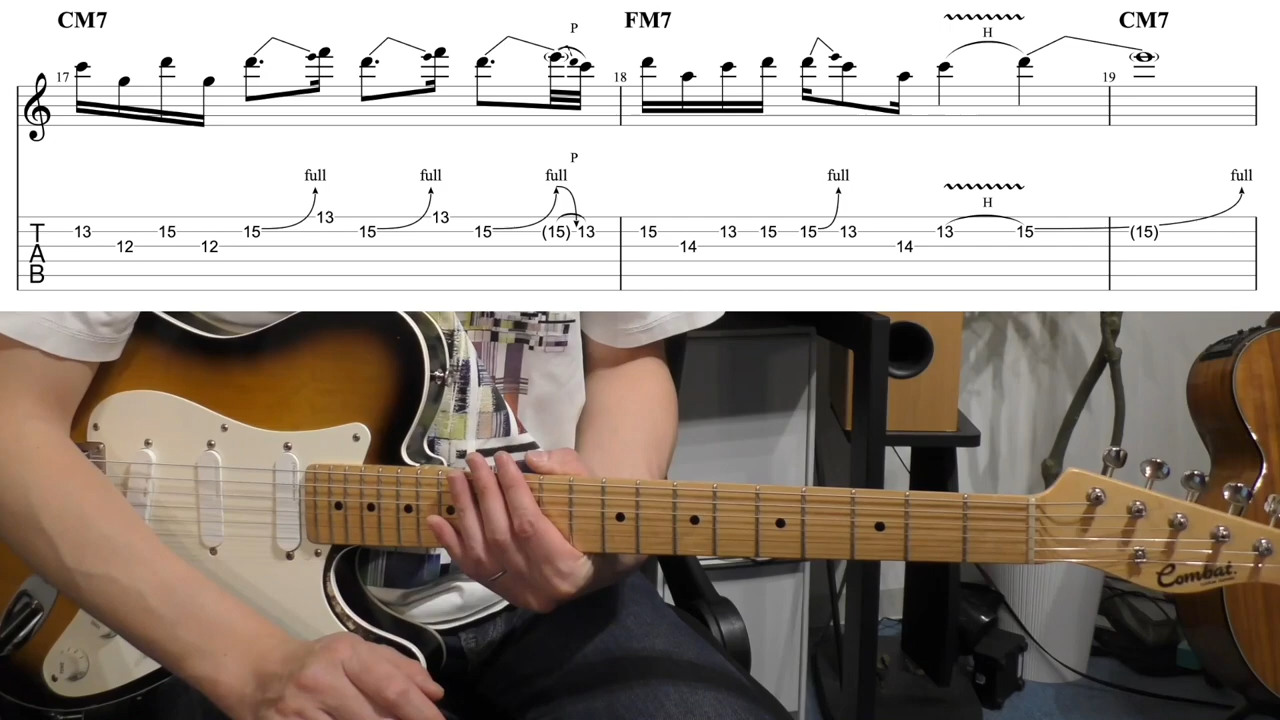 CM7 FM7 CM7
P H
17 18 19
P
full full full full H full
13 13
13 15 15 15 15 (15) 13 15 13 15 15 13 13 15 (15)
12 12 14 14
T
A
B
Combat.